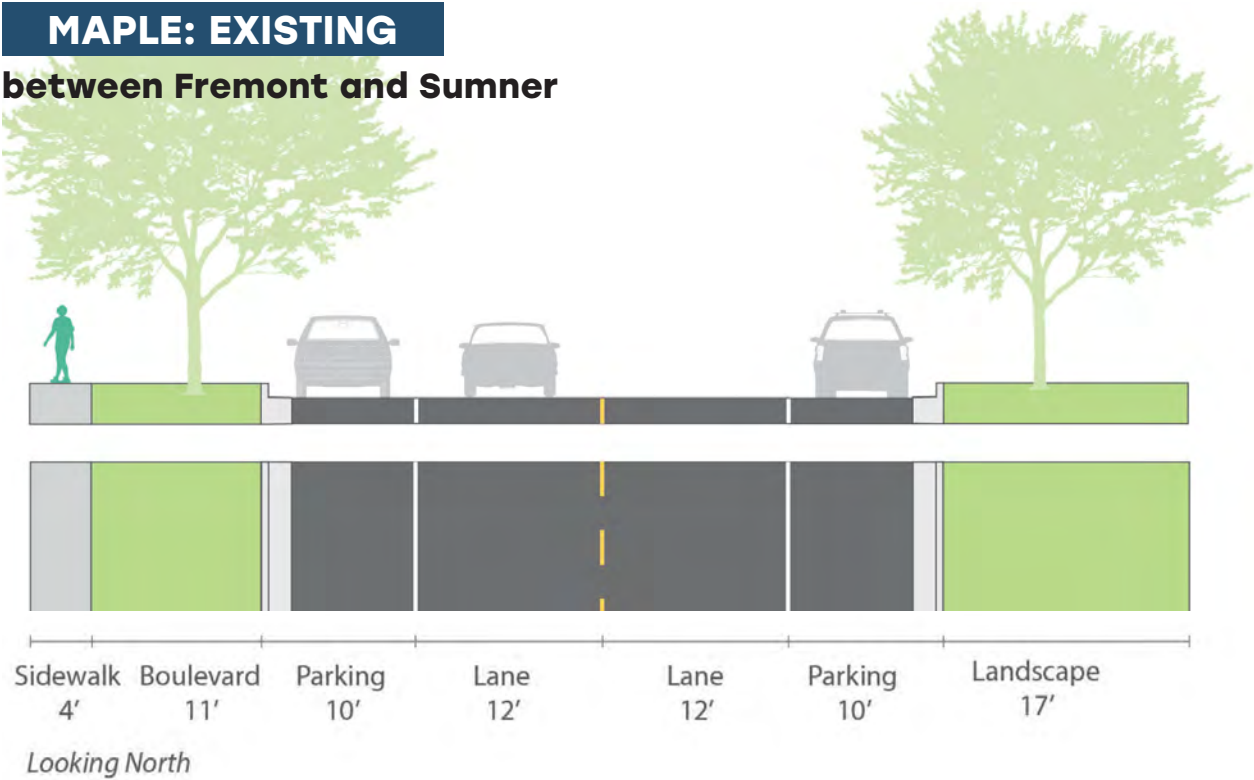 MAPLE: EXISTING
between Fremont and Sumner
Sidewalk Boulevard Parking Lane Lane Parking Landscape
4’ 11’ 10’ 12’ 12’ 10’ 17’
Looking North